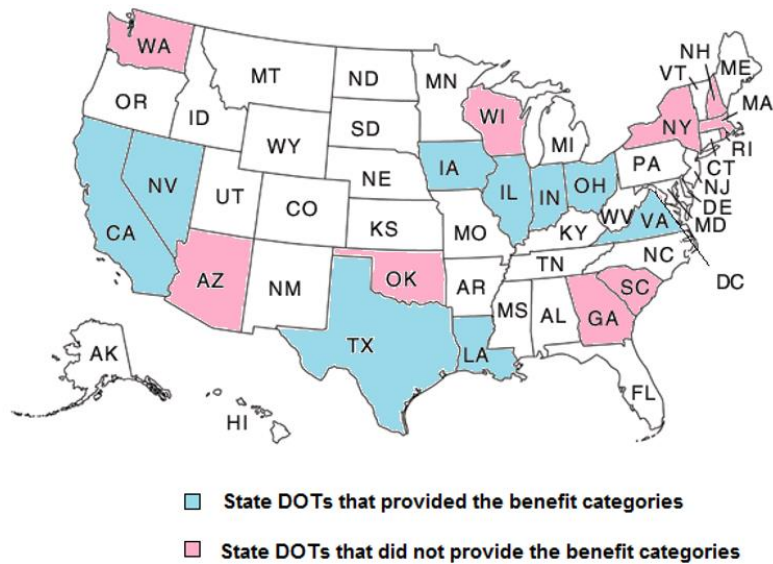 WA
NH
ME
VT
MT
ND
MN
OR
ID
WI
MA
NY
SD
WY
MI
RI
CT
IA
PA
NJ
NV
NE
IL
IN
OH
DE
UT
MD
CA
CO
WV
VA
KS
MO
KY
NC
DC
TN
AZ
OK
NM
AR
SC
MS
AL
GA
TX
LA
AK
FL
HI
State DOTs that provided the benefit categories
State DOTs that did not provide the benefit categories